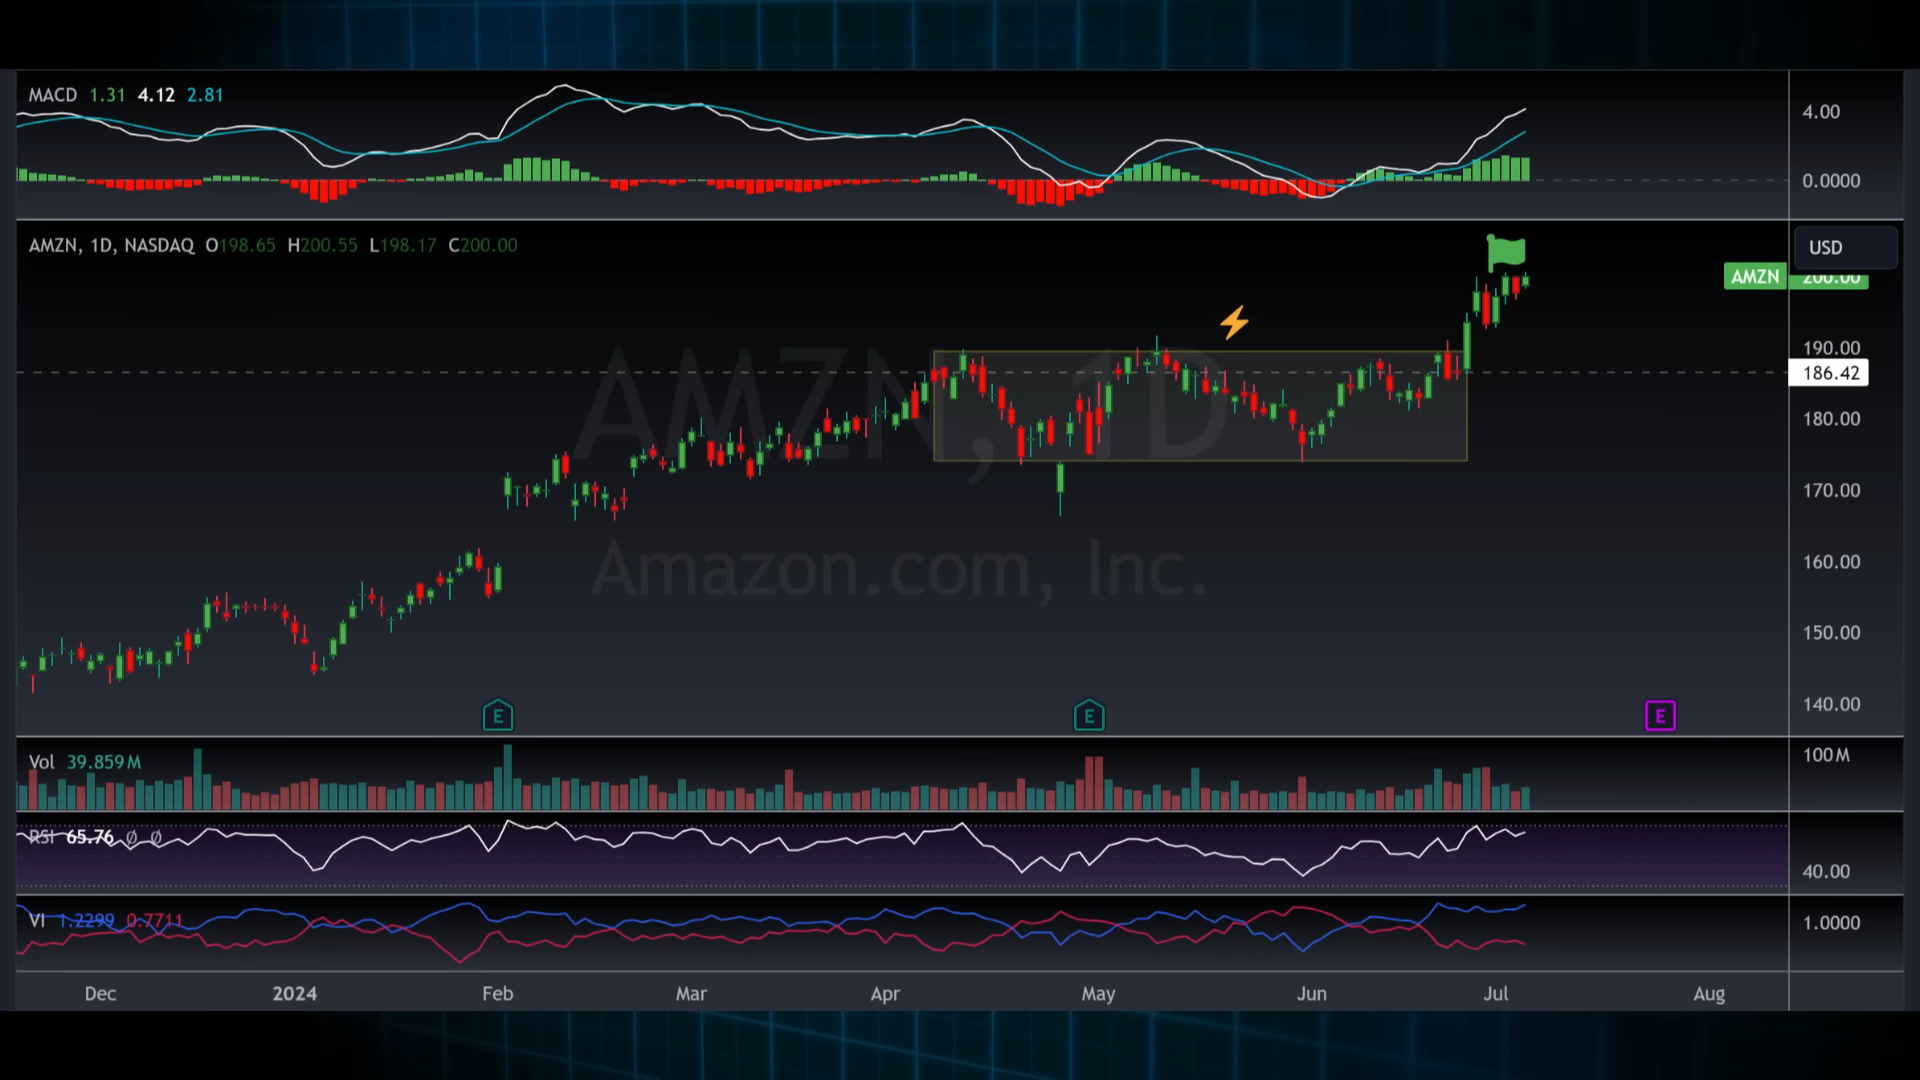 MACD 1.31 4.12 2.81
4.00
0.0000
AMZN, 1D, NASDAQ O198.65 H200.55 L198.17 C200.00
USD
AMZN 200.00
190.00
186.42
180.00
170.00
160.00
150.00
140.00
AMZN, 1D
Amazon.com, Inc.
E E E
Vol 39.859M
100M
RSI 65.76 Ø Ø
40.00
VI 1.2299 0.7711
1.0000
Dec 2024 Feb Mar Apr May Jun Jul Aug